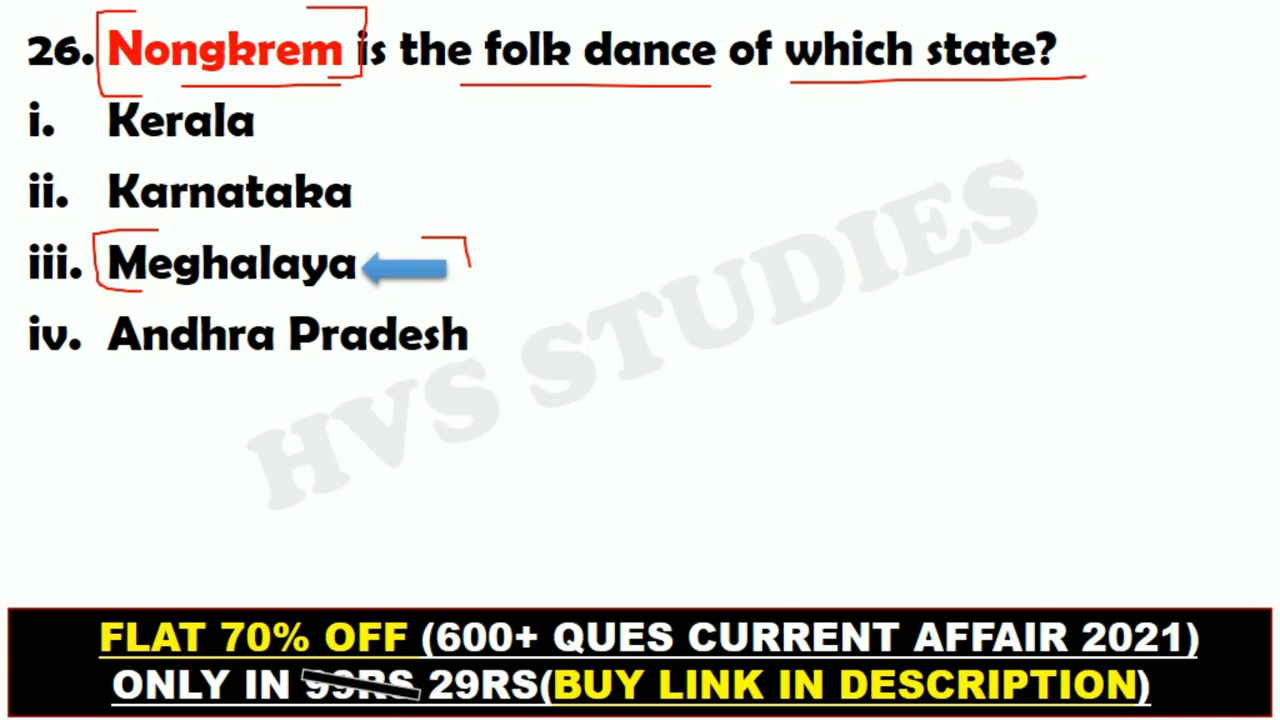 26. Nongkrem is the folk dance of which state?
i. Kerala
ii. Karnataka
iii. Meghalaya
iv. Andhra Pradesh
HVS STUDIES
FLAT 70% OFF (600+ QUES CURRENT AFFAIR 2021)
ONLY IN 99RS 29RS(BUY LINK IN DESCRIPTION)